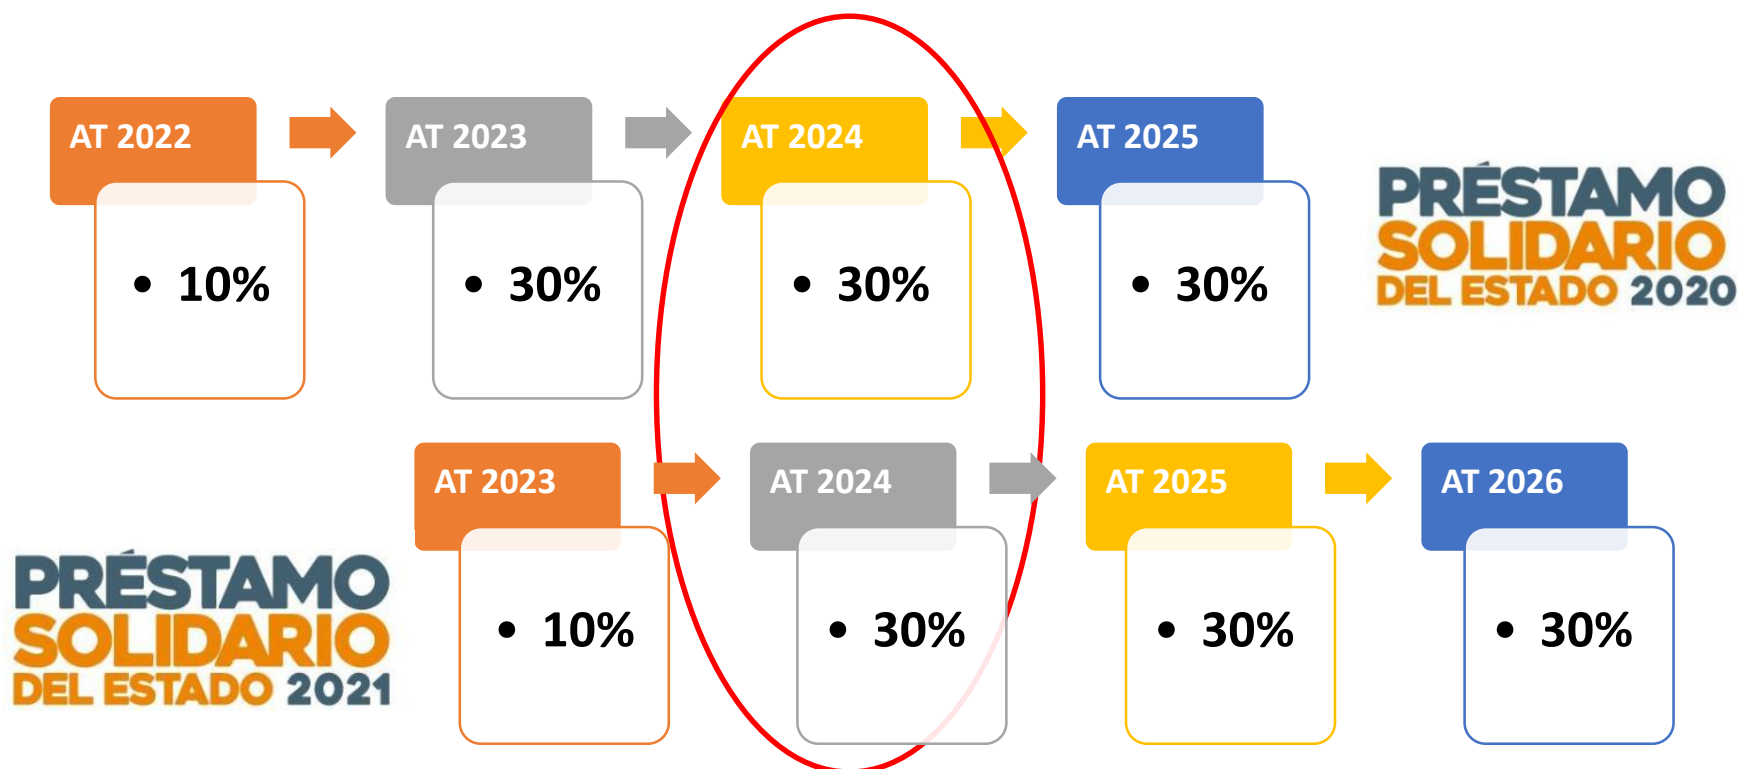 AT 2022
AT 2023
AT 2024
AT 2025
• 10%
• 30%
• 30%
• 30%
PRÉSTAMO
SOLIDARIO
DEL ESTADO 2020
AT 2023
AT 2024
AT 2025
AT 2026
• 10%
• 30%
• 30%
• 30%
PRÉSTAMO
SOLIDARIO
DEL ESTADO 2021